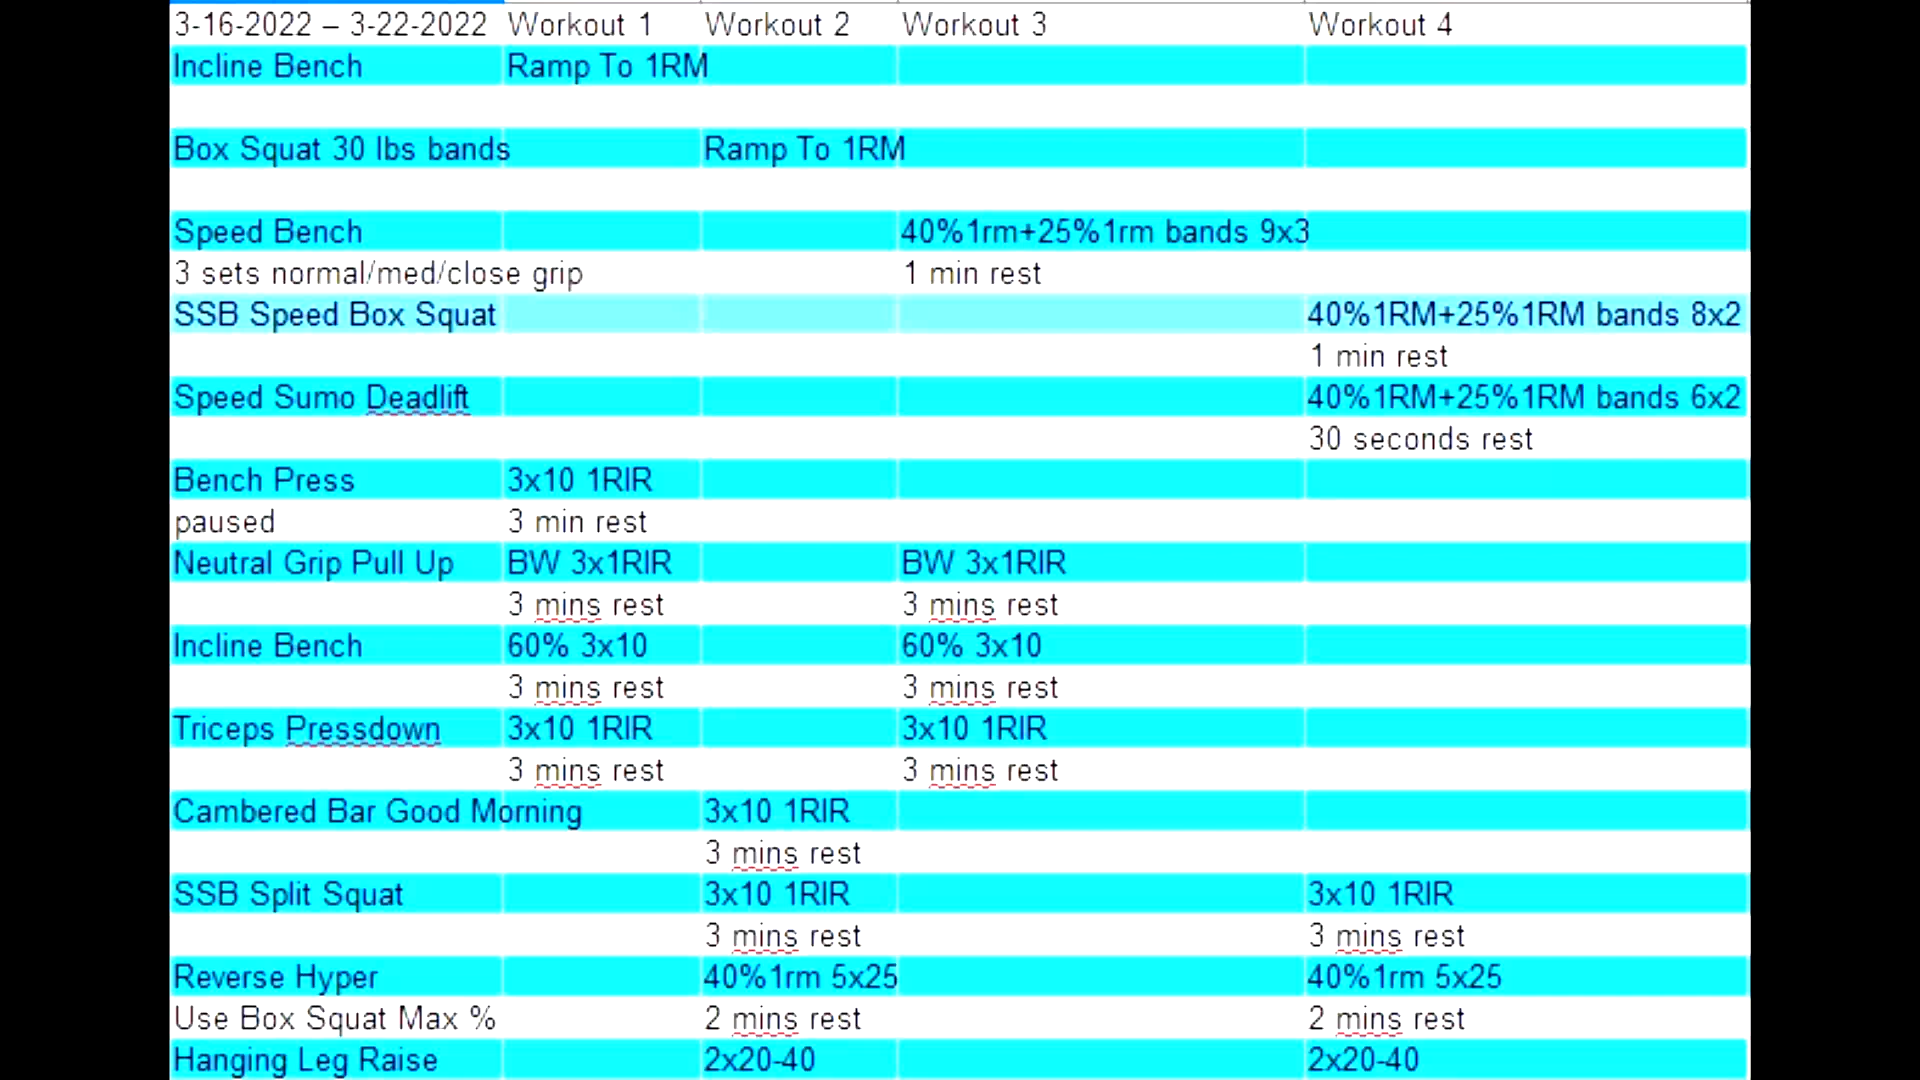 3-16-2022 – 3-22-2022 Workout 1 Workout 2 Workout 3 Workout 4
Incline Bench Ramp To 1RM
Box Squat 30 lbs bands Ramp To 1RM
Speed Bench 40%1rm+25%1rm bands 9x3
3 sets normal/med/close grip 1 min rest
SSB Speed Box Squat 40%1RM+25%1RM bands 8x2
1 min rest
Speed Sumo Deadlift 40%1RM+25%1RM bands 6x2
30 seconds rest
Bench Press 3x10 1RIR
paused 3 min rest
Neutral Grip Pull Up BW 3x1RIR BW 3x1RIR
3 mins rest 3 mins rest
Incline Bench 60% 3x10 60% 3x10
3 mins rest 3 mins rest
Triceps Pressdown 3x10 1RIR 3x10 1RIR
3 mins rest 3 mins rest
Cambered Bar Good Morning 3x10 1RIR
3 mins rest
SSB Split Squat 3x10 1RIR 3x10 1RIR
3 mins rest 3 mins rest
Reverse Hyper 40%1rm 5x25 40%1rm 5x25
Use Box Squat Max % 2 mins rest 2 mins rest
Hanging Leg Raise 2x20-40 2x20-40